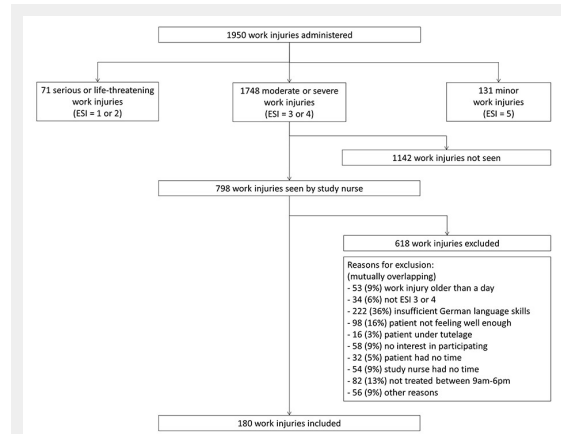 1950 work injuries administered
71 serious or life-threatening
work injuries
(ESI = 1 or 2)
1748 moderate or severe
work injuries
(ESI = 3 or 4)
131 minor
work injuries
(ESI = 5)
1142 work injuries not seen
798 work injuries seen by study nurse
618 work injuries excluded
Reasons for exclusion:
(mutually overlapping)
- 53 (9%) work injury older than a day
- 34 (6%) not ESI 3 or 4
- 222 (36%) insufficient German language skills
- 98 (16%) patient not feeling well enough
- 16 (3%) patient under tutelage
- 58 (9%) no interest in participating
- 32 (5%) patient had no time
- 54 (9%) study nurse had no time
- 82 (13%) not treated between 9am-6pm
- 56 (9%) other reasons
180 work injuries included